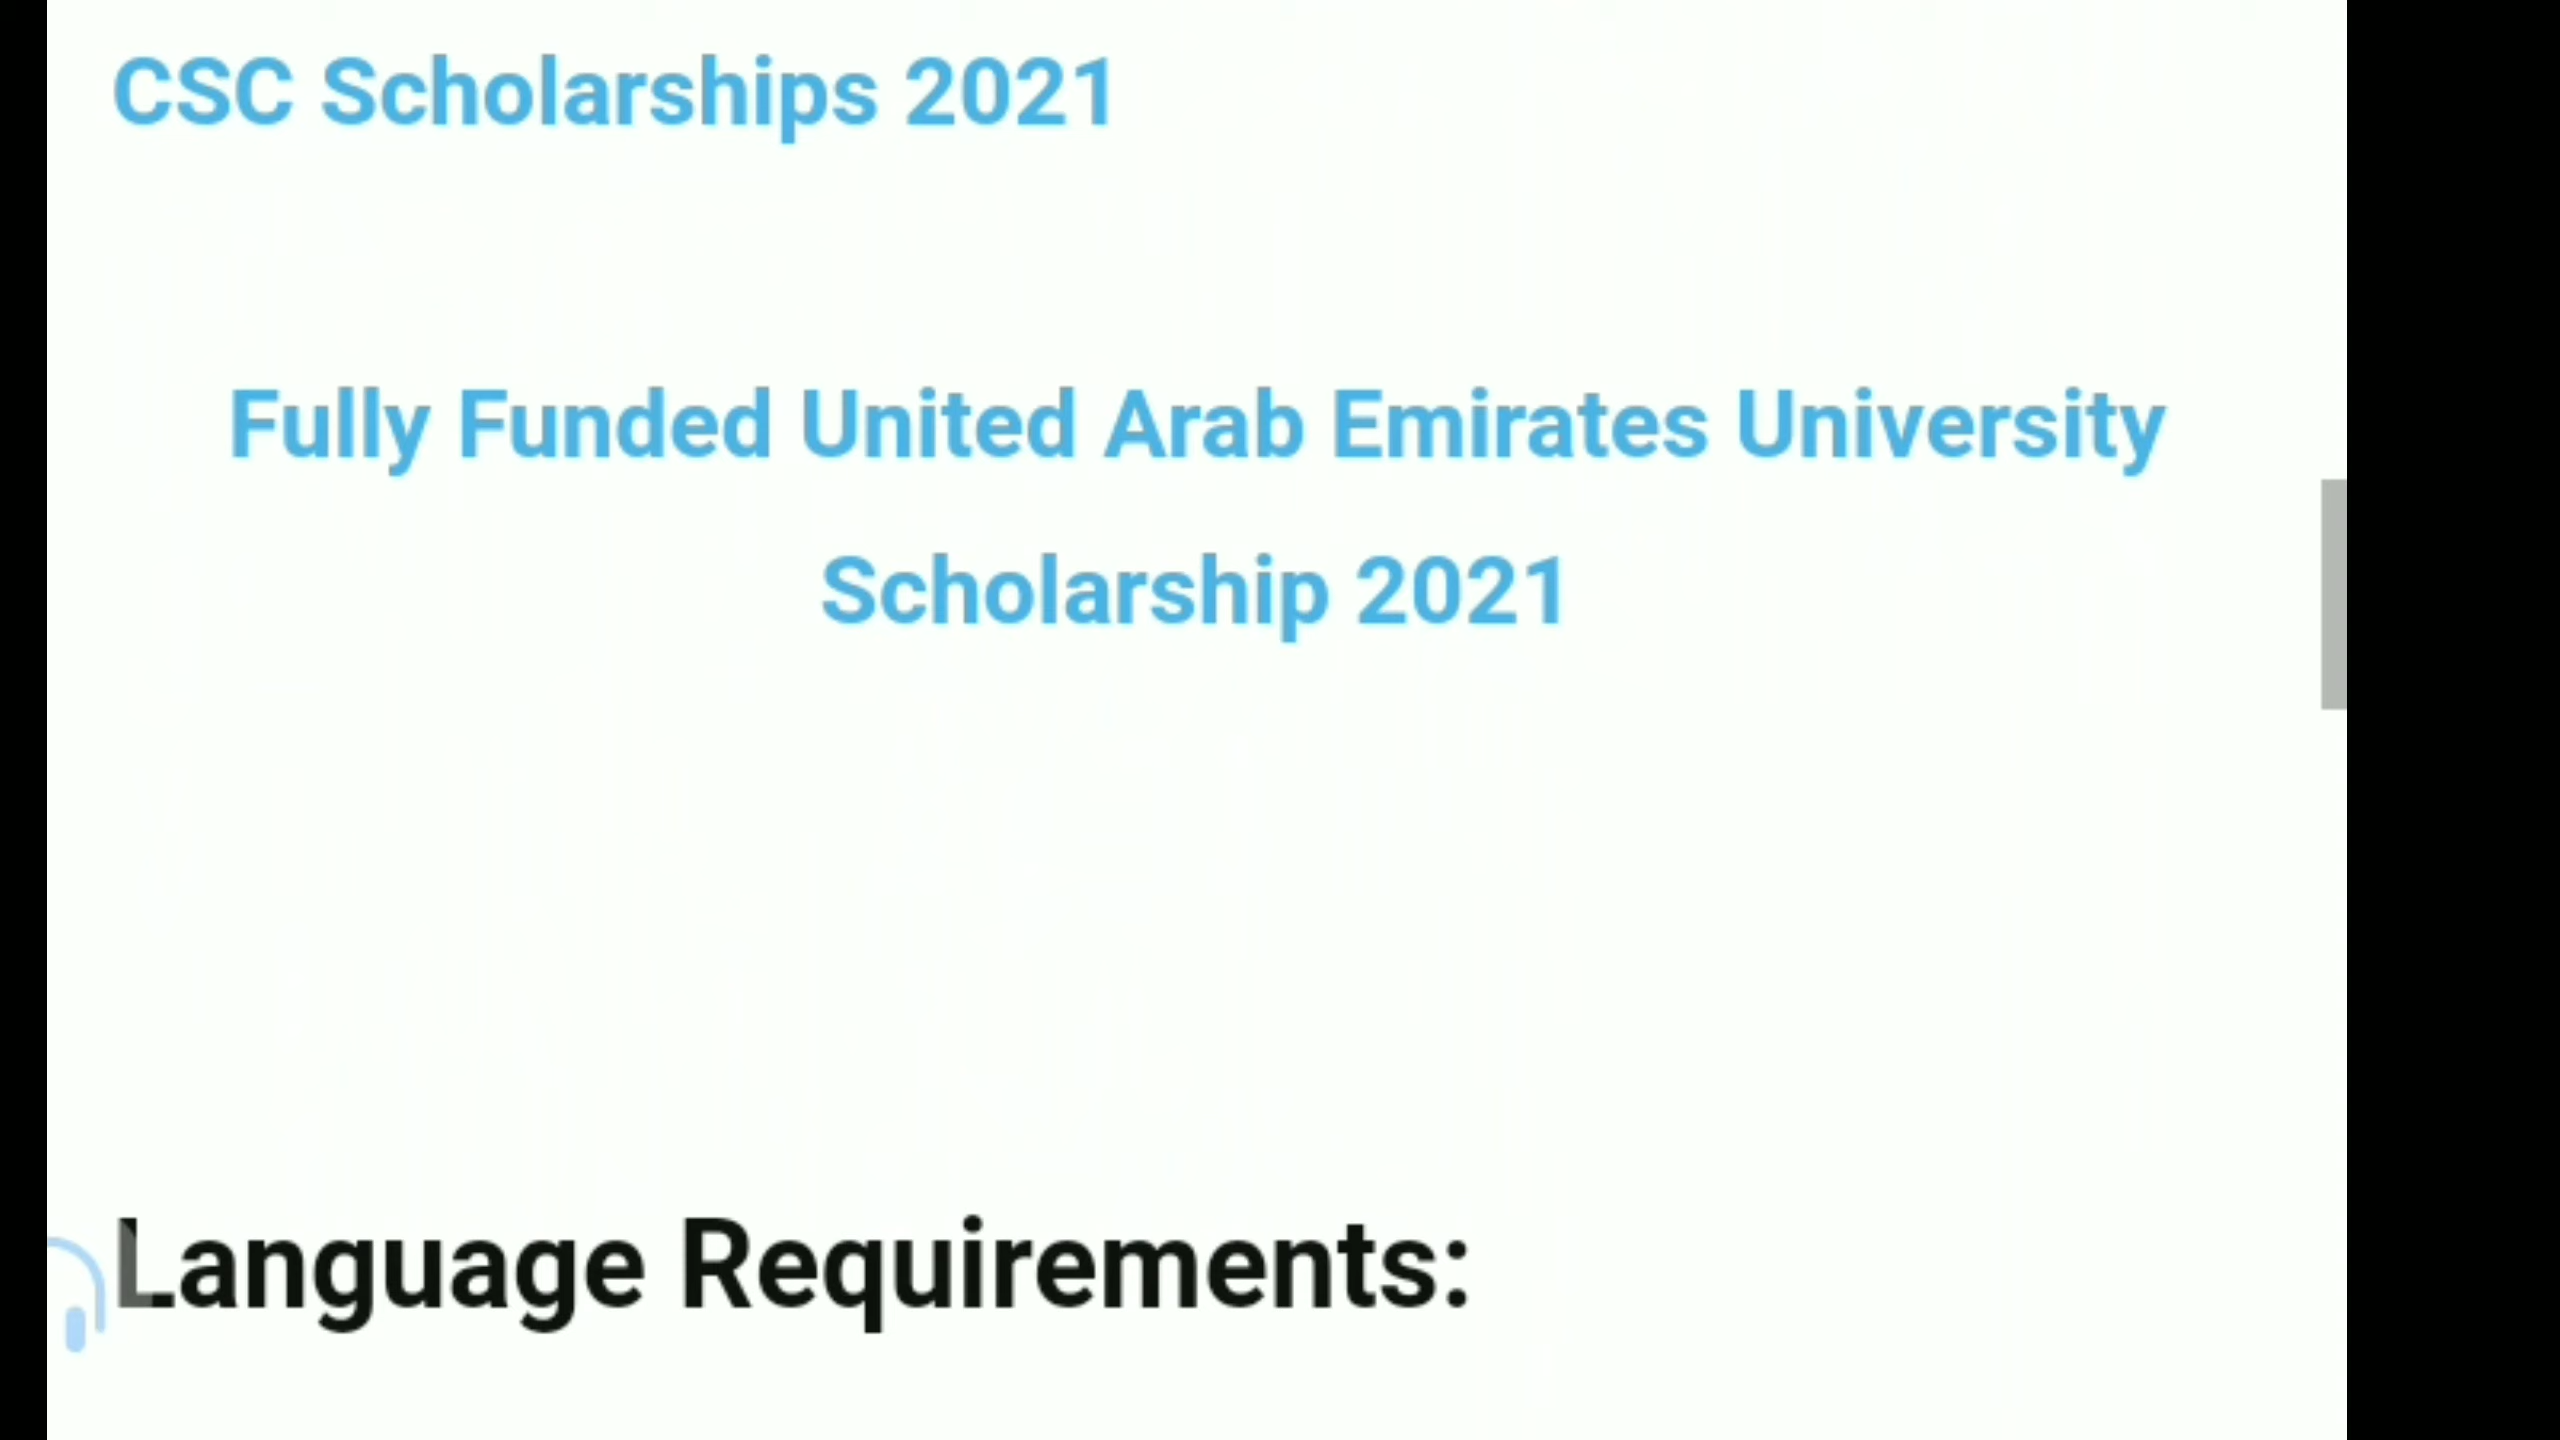 CSC Scholarships 2021
Fully Funded United Arab Emirates University
Scholarship 2021
Language Requirements: